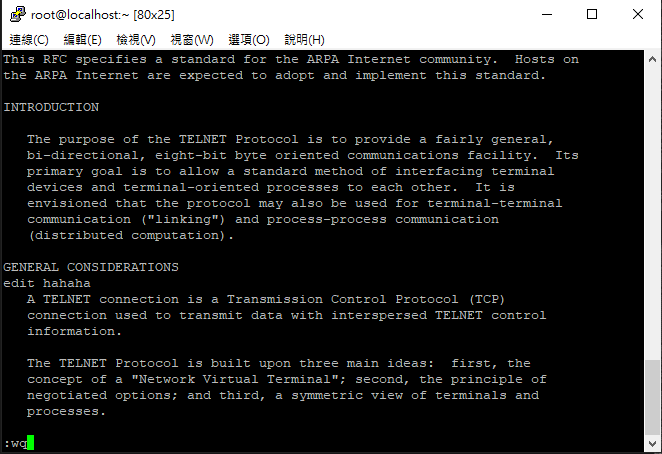 root@localhost:~ [80x25]
連線(C) 編輯(E) 檢視(V) 視窗(W) 選項(O) 說明(H)
This RFC specifies a standard for the ARPA Internet community.  Hosts on
the ARPA Internet are expected to adopt and implement this standard.
INTRODUCTION
The purpose of the TELNET Protocol is to provide a fairly general,
bi-directional, eight-bit byte oriented communications facility.  Its
primary goal is to allow a standard method of interfacing terminal
devices and terminal-oriented processes to each other.  It is
envisioned that the protocol may also be used for terminal-terminal
communication ("linking") and process-process communication
(distributed computation).
GENERAL CONSIDERATIONS
edit hahaha
A TELNET connection is a Transmission Control Protocol (TCP)
connection used to transmit data with interspersed TELNET control
information.
The TELNET Protocol is built upon three main ideas:  first, the
concept of a "Network Virtual Terminal"; second, the principle of
negotiated options; and third, a symmetric view of terminals and
processes.
:wq